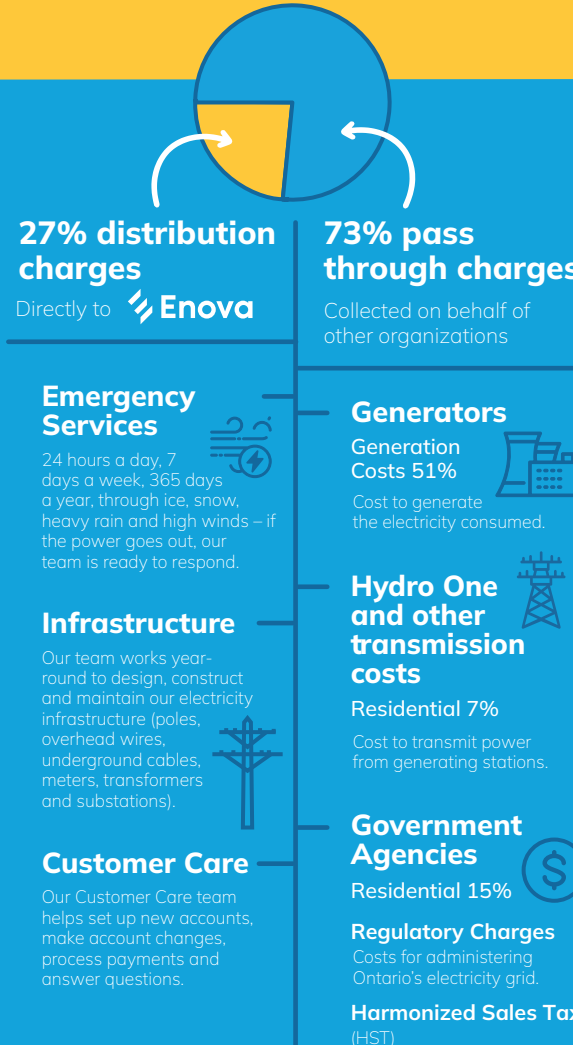 27% distribution
charges
Directly to Enova
73% pass
through charges
Collected on behalf of
other organizations
Emergency
Services
24 hours a day, 7
days a week, 365 days
a year, through ice, snow,
heavy rain and high winds – if
the power goes out, our
team is ready to respond.
Infrastructure
Our team works year-
round to design, construct
and maintain our electricity
infrastructure (poles,
overhead wires,
underground cables,
meters, transformers
and substations).
Customer Care
Our Customer Care team
helps set up new accounts,
make account changes,
process payments and
answer questions.
Generators
Generation
Costs 51%
Cost to generate
the electricity consumed.
Hydro One
and other
transmission
costs
Residential 7%
Cost to transmit power
from generating stations.
Government
Agencies
Residential 15%
Regulatory Charges
Costs for administering
Ontario's electricity grid.
Harmonized Sales Tax
(HST)